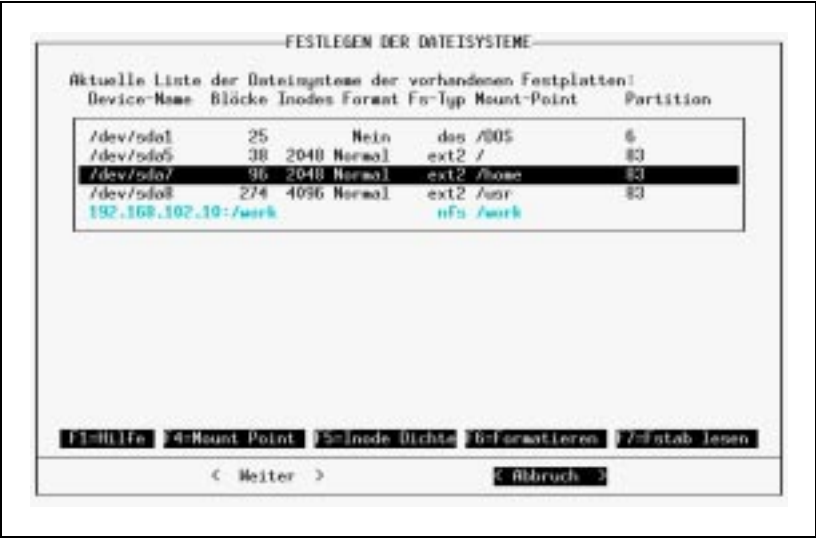 FESTLEGEN DER DATEISYSTEME
Aktuelle Liste der Dateisysteme der vorhandenen Festplatten:
Device-Name Blöcke Inodes Format Fs-Typ Mount-Point Partition
/dev/sda1 25 Nein dos /DOS 6
/dev/sda5 38 2048 Normal ext2 / 83
/dev/sda7 96 2048 Normal ext2 /home 83
/dev/sda8 274 4096 Normal ext2 /usr 83
192.168.102.10:/work nfs /work
F1=Hilfe F4=Mount Point F5=Inode Dichte F6=Formatieren F7=Fstab lesen
< Weiter > < Abbruch >